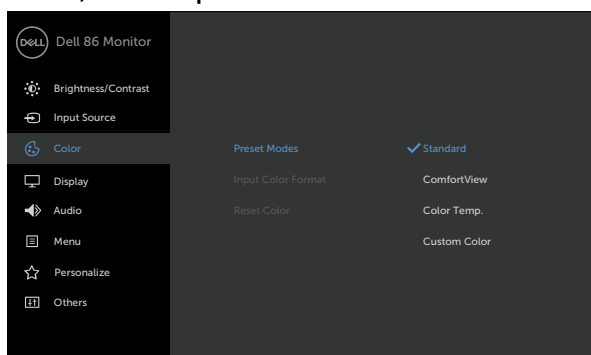 DELL Dell 86 Monitor
Brightness/Contrast
Input Source
Color Preset Modes Standard
Display Input Color Format ComfortView
Audio Reset Color Color Temp.
Menu Custom Color
Personalize
Others